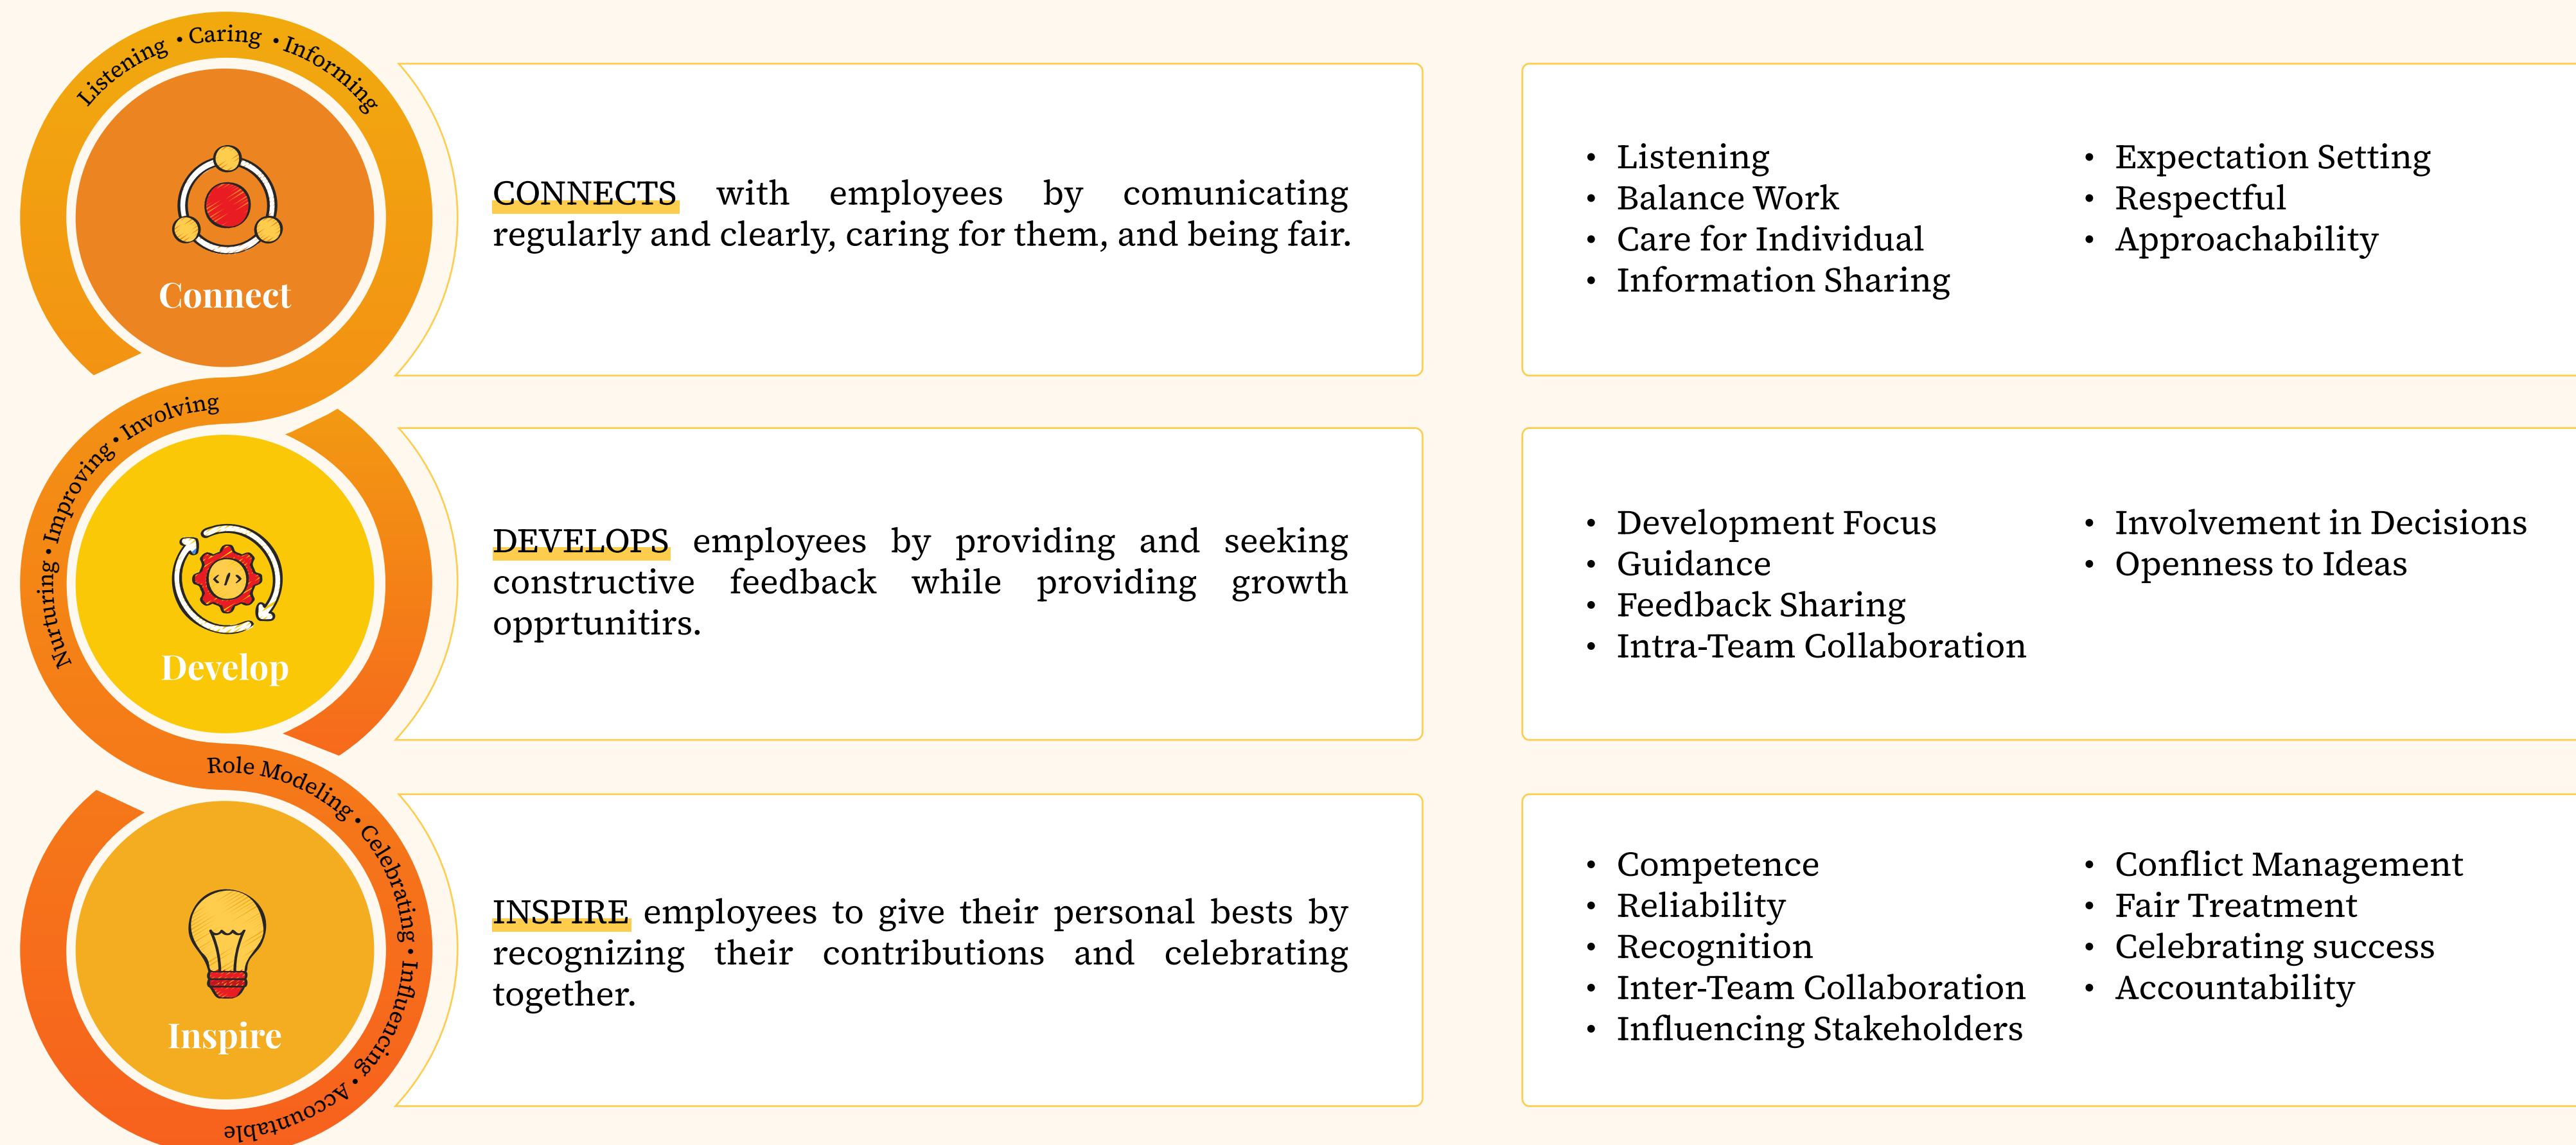 Listening • Caring • Informing
Connect
CONNECTS with employees by comunicating
regularly and clearly, caring for them, and being fair.
• Listening
• Balance Work
• Care for Individual
• Information Sharing
• Expectation Setting
• Respectful
• Approachability
Nurturing • Improving • Involving
</>
Develop
DEVELOPS employees by providing and seeking
constructive feedback while providing growth
opprtunitirs.
• Development Focus
• Guidance
• Feedback Sharing
• Intra-Team Collaboration
• Involvement in Decisions
• Openness to Ideas
Role Modeling • Celebrating • Influencing • Accountable
Inspire
INSPIRE employees to give their personal bests by
recognizing their contributions and celebrating
together.
• Competence
• Reliability
• Recognition
• Inter-Team Collaboration
• Influencing Stakeholders
• Conflict Management
• Fair Treatment
• Celebrating success
• Accountability